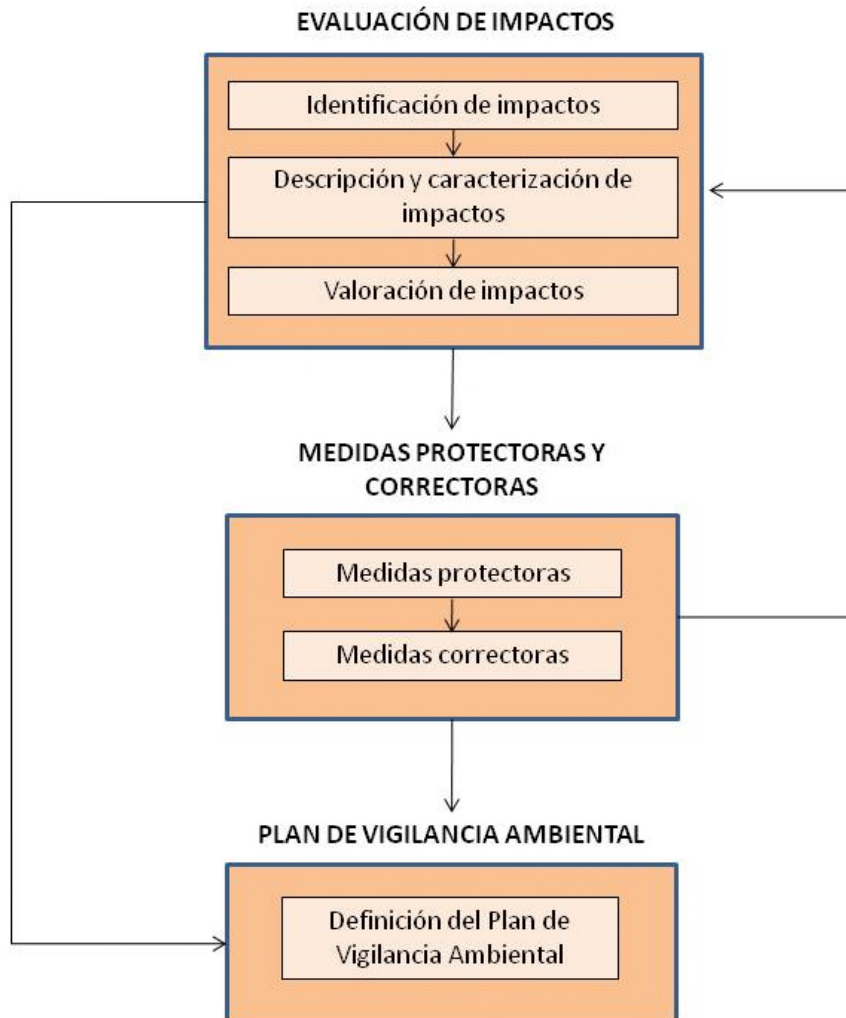 EVALUACIÓN DE IMPACTOS
Identificación de impactos
Descripción y caracterización de
impactos
Valoración de impactos
MEDIDAS PROTECTORAS Y
CORRECTORAS
Medidas protectoras
Medidas correctoras
PLAN DE VIGILANCIA AMBIENTAL
Definición del Plan de
Vigilancia Ambiental